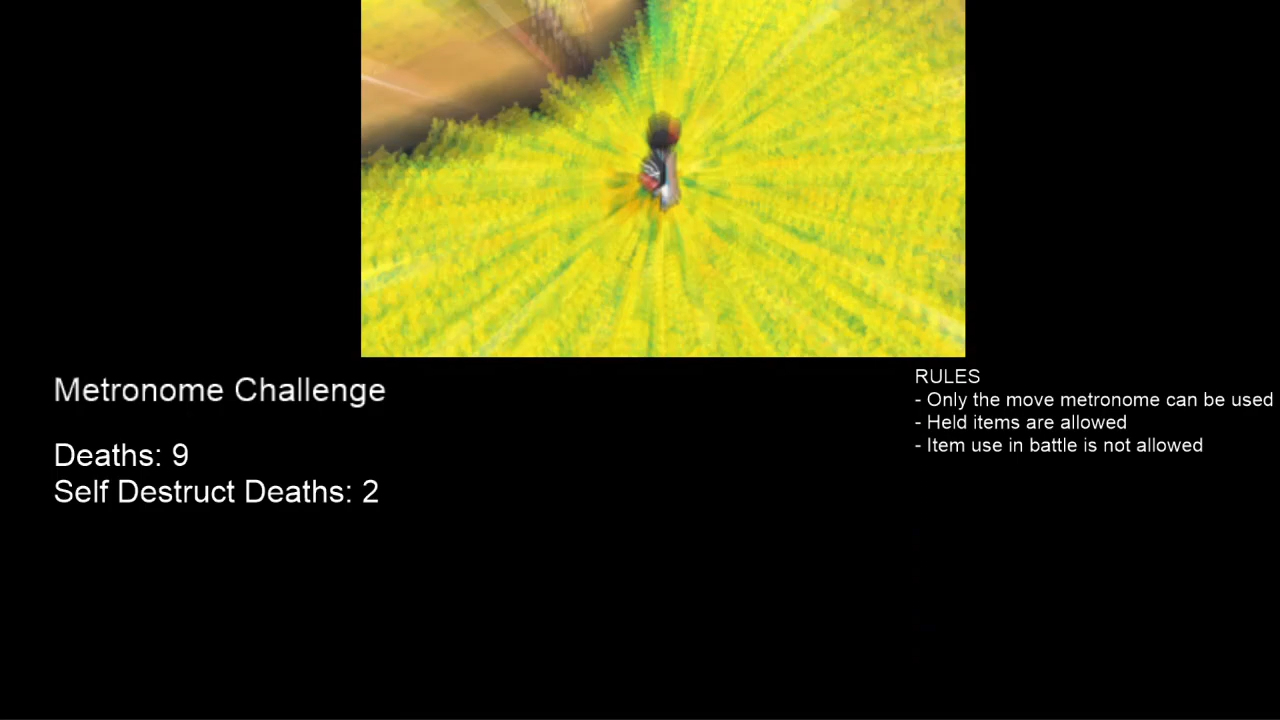 Metronome Challenge
Deaths: 9
Self Destruct Deaths: 2
RULES
- Only the move metronome can be used
- Held items are allowed
- Item use in battle is not allowed